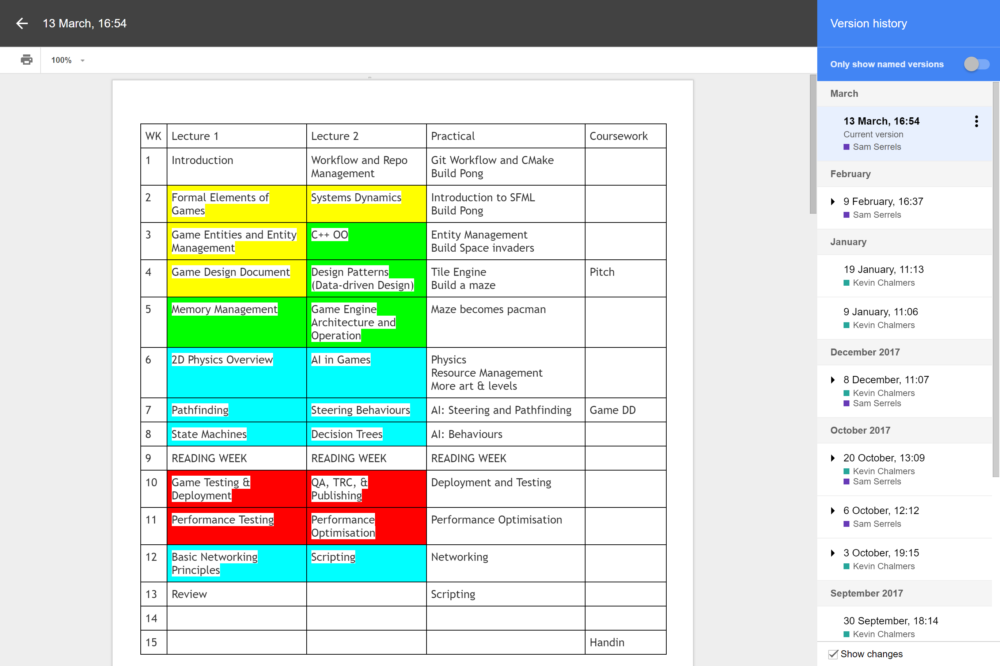 13 March, 16:54
100%
WK Lecture 1 Lecture 2 Practical Coursework
1 Introduction Workflow and Repo Git Workflow and CMake
Management Build Pong
2 Formal Elements of Systems Dynamics Introduction to SFML
Games Build Pong
3 Game Entities and Entity C++ OO Entity Management
Management Build Space invaders
4 Game Design Document Design Patterns Tile Engine Pitch
(Data-driven Design) Build a maze
5 Memory Management Game Engine Maze becomes pacman
Architecture and
Operation
6 2D Physics Overview AI in Games Physics
Resource Management
More art & levels
7 Pathfinding Steering Behaviours AI: Steering and Pathfinding Game DD
8 State Machines Decision Trees AI: Behaviours
9 READING WEEK READING WEEK READING WEEK
10 Game Testing & QA, TRC, & Deployment and Testing
Deployment Publishing
11 Performance Testing Performance Performance Optimisation
Optimisation
12 Basic Networking Scripting Networking
Principles
13 Review Scripting
14
15 Handin
Version history
Only show named versions
March
13 March, 16:54
Current version
Sam Serrels
February
9 February, 16:37
Sam Serrels
January
19 January, 11:13
Kevin Chalmers
9 January, 11:06
Kevin Chalmers
December 2017
8 December, 11:07
Kevin Chalmers
Sam Serrels
October 2017
20 October, 13:09
Kevin Chalmers
Sam Serrels
6 October, 12:12
Sam Serrels
3 October, 19:15
Kevin Chalmers
September 2017
30 September, 18:14
Kevin Chalmers
Show changes